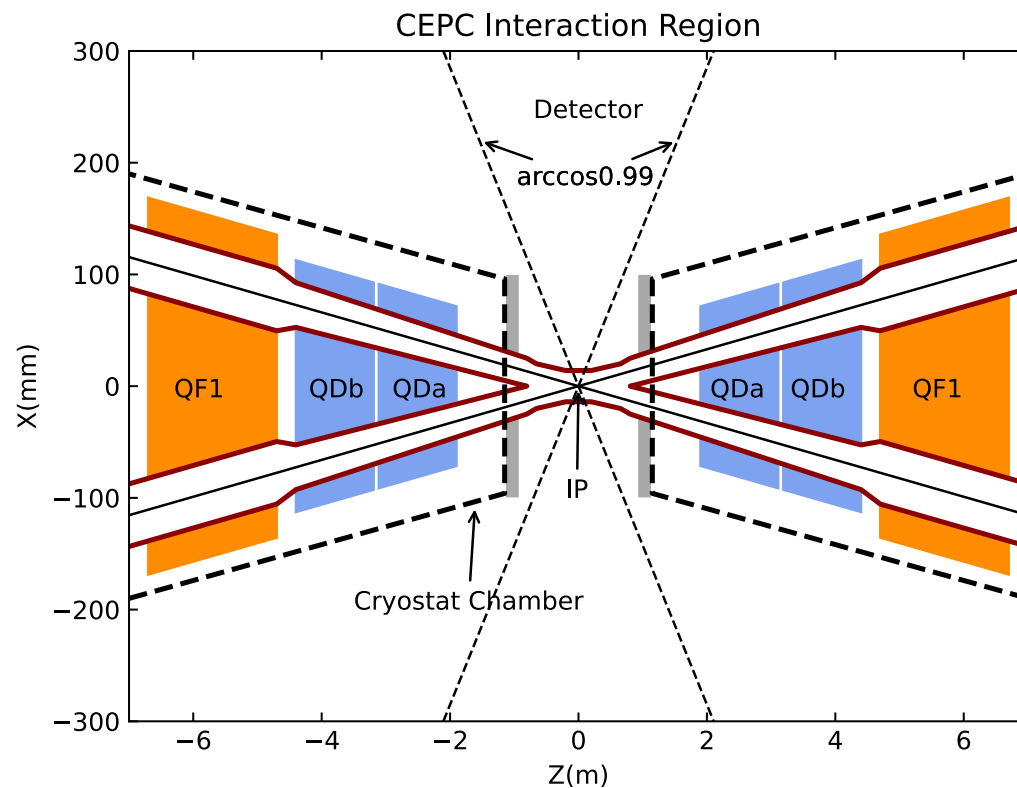 CEPC Interaction Region
300
200
100
0
−100
−200
−300
X(mm)
Detector
arccos0.99
QF1
QDb
QDa
QDa
QDb
QF1
IP
Cryostat Chamber
−6
−4
−2
0
2
4
6
Z(m)